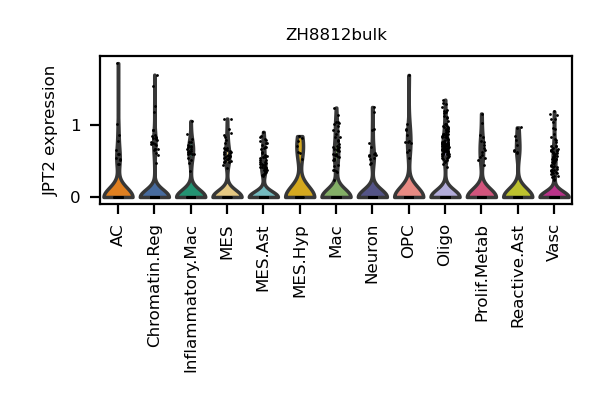 ZH8812bulk
JPT2 expression
1
0
AC
Chromatin.Reg
Inflammatory.Mac
MES
MES.Ast
MES.Hyp
Mac
Neuron
OPC
Oligo
Prolif.Metab
Reactive.Ast
Vasc